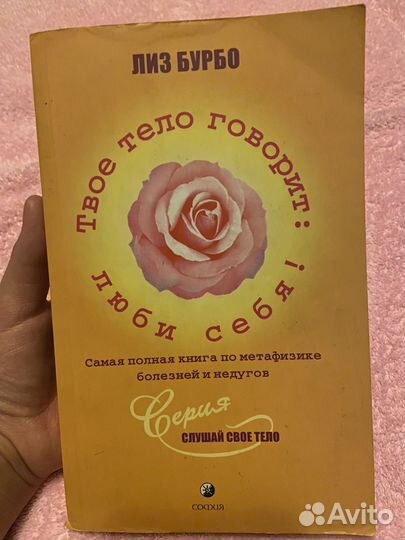 ЛИЗ БУРБО
Твое тело говорит:
люби себя!
Самая полная книга по метафизике
болезней и недугов
Серия
СЛУШАЙ СВОЕ ТЕЛО
СОФИЯ
Avito